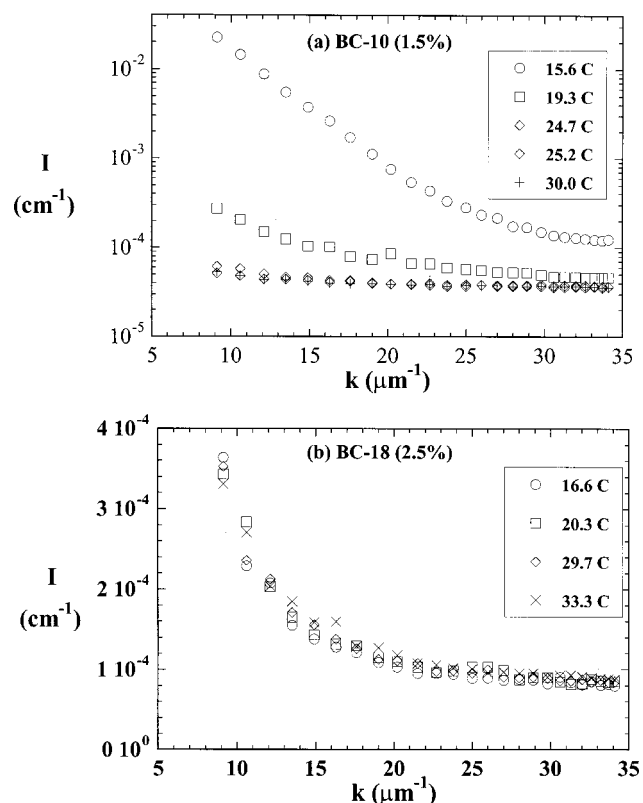 (a) BC-10 (1.5%)
10⁻²
10⁻³
10⁻⁴
10⁻⁵
I
(cm⁻¹)
15.6 C
19.3 C
24.7 C
25.2 C
30.0 C
5 10 15 20 25 30 35
k (μm⁻¹)
(b) BC-18 (2.5%)
4 10⁻⁴
3 10⁻⁴
2 10⁻⁴
1 10⁻⁴
0 10⁰
I
(cm⁻¹)
16.6 C
20.3 C
29.7 C
33.3 C
5 10 15 20 25 30 35
k (μm⁻¹)